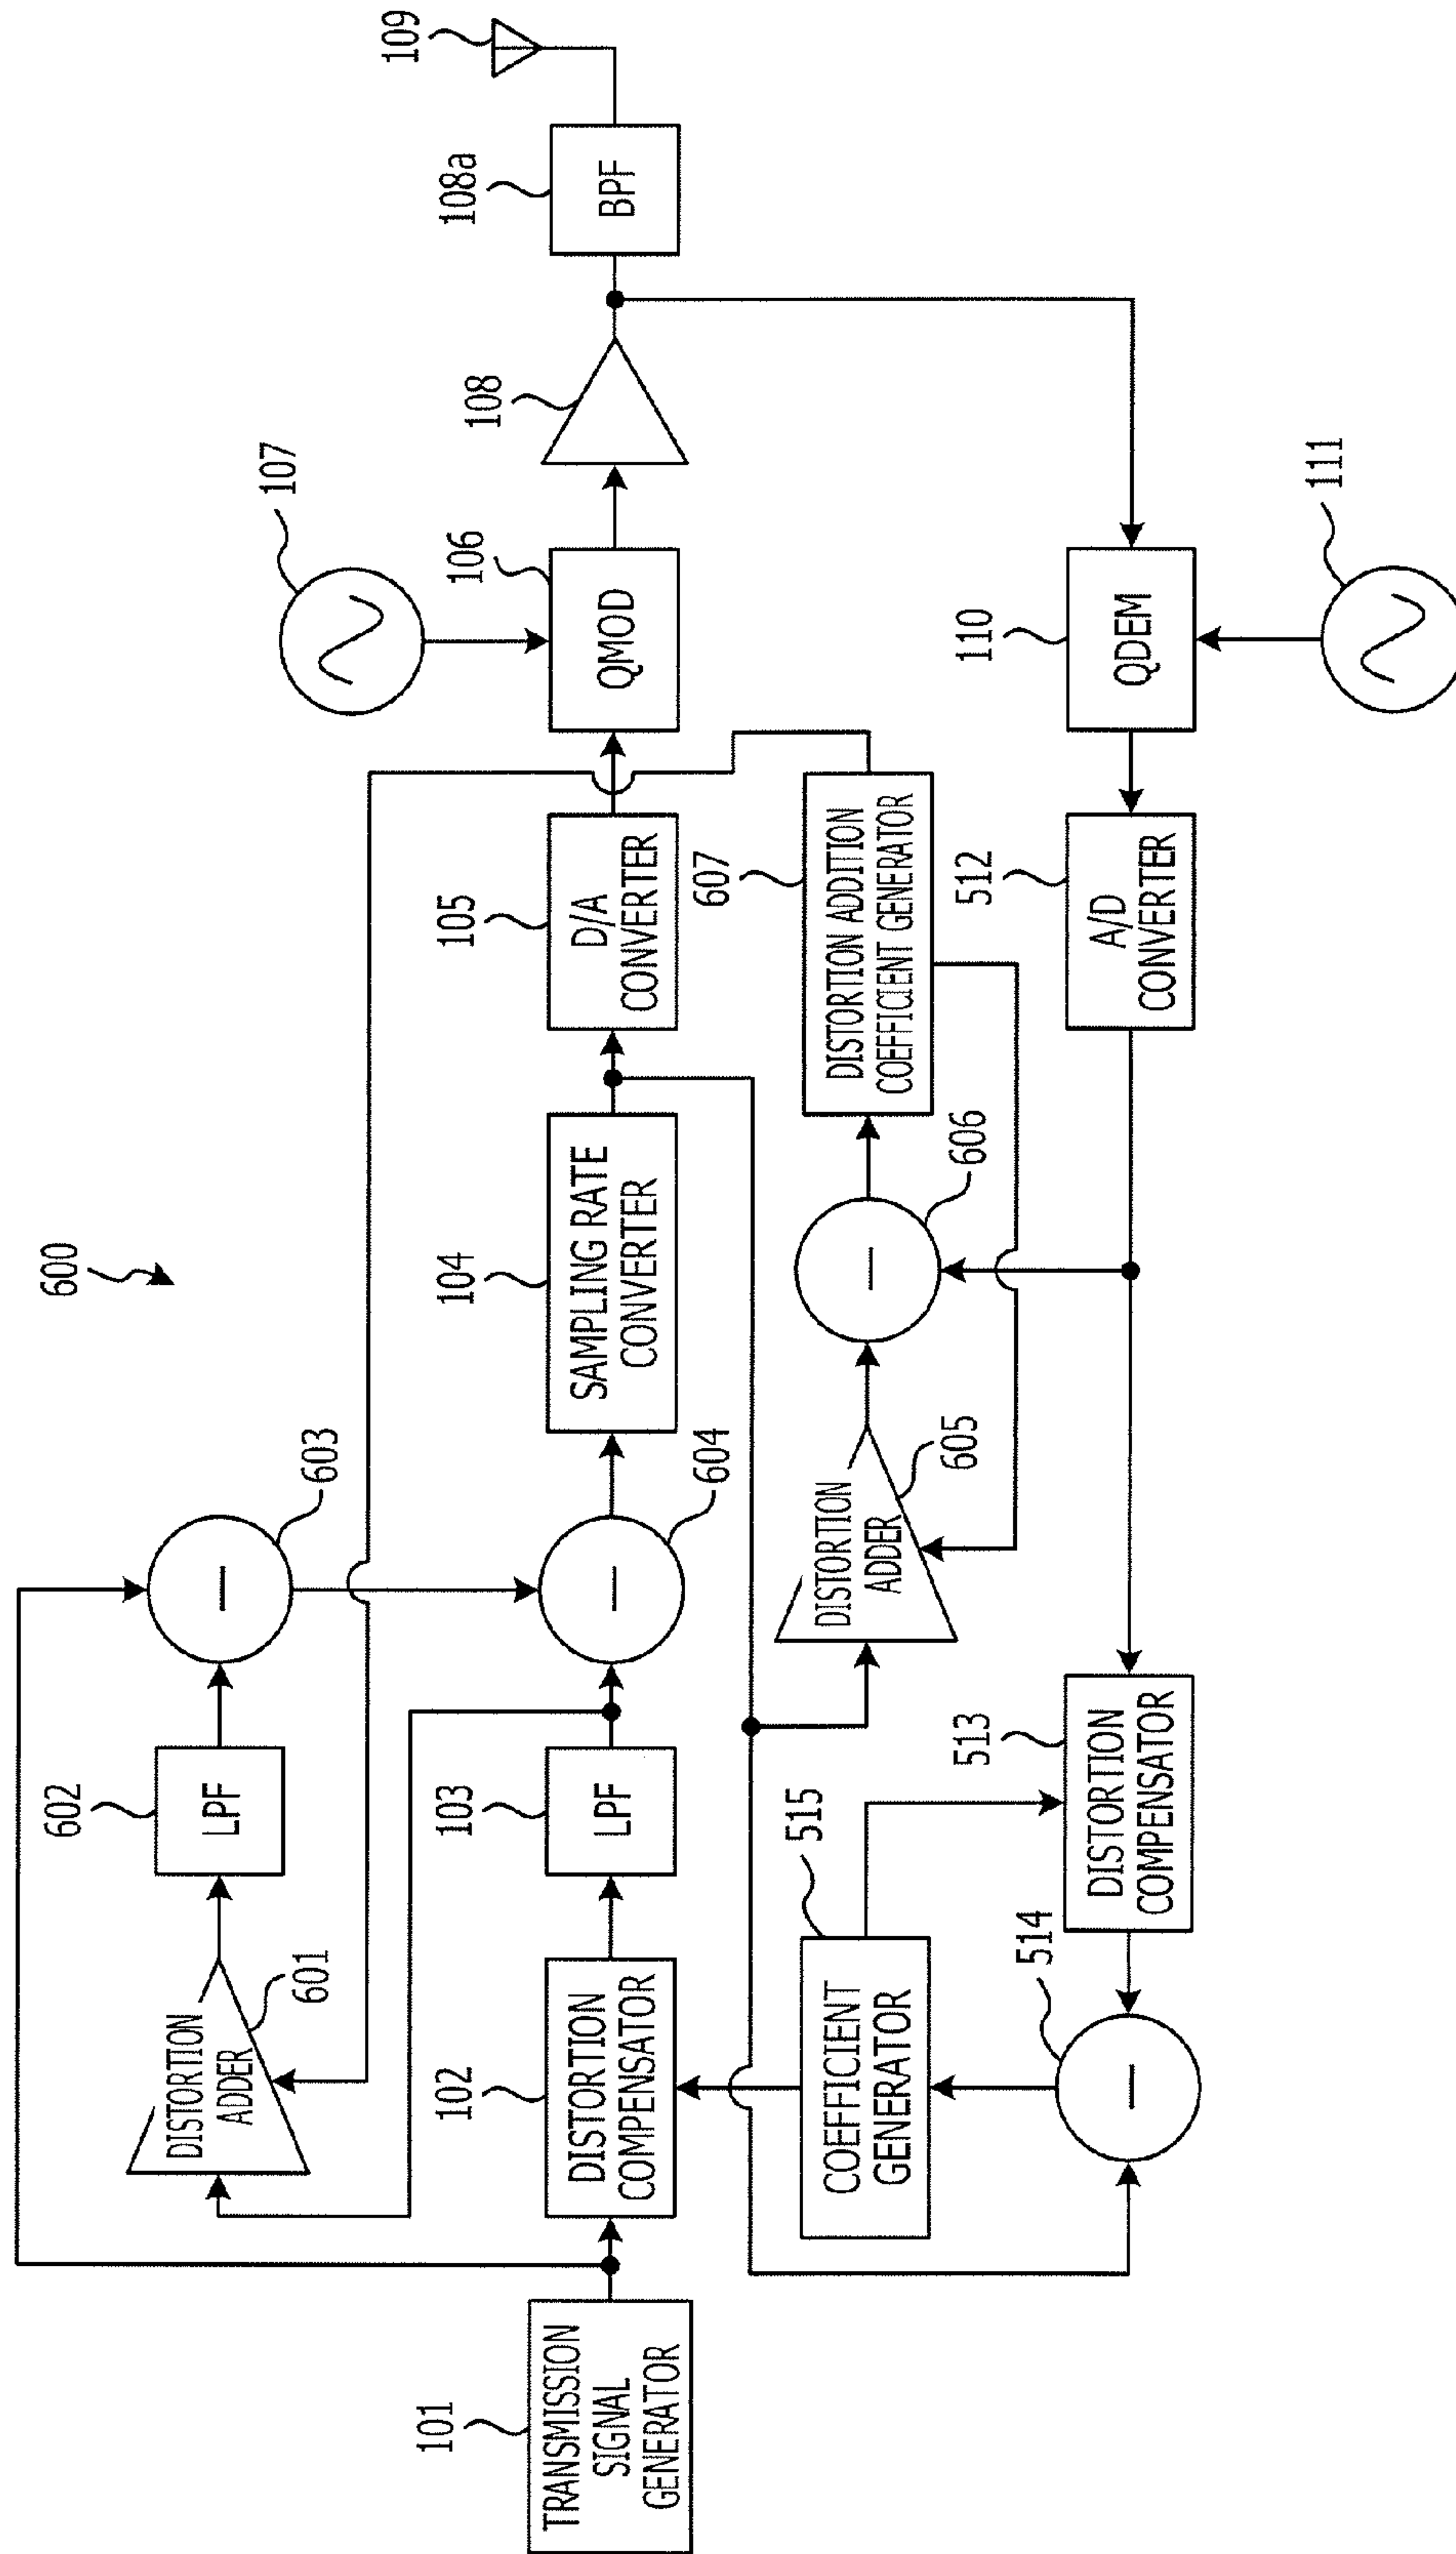 600
602
LPF
603
DISTORTION
ADDER
601
107
109
101
TRANSMISSION
SIGNAL
GENERATOR
102
DISTORTION
COMPENSATOR
103
LPF
604
104
SAMPLING RATE
CONVERTER
105
D/A
CONVERTER
106
QMOD
108
108a
BPF
515
COEFFICIENT
GENERATOR
DISTORTION
ADDER
605
606
607
DISTORTION ADDITION
COEFFICIENT GENERATOR
514
513
DISTORTION
COMPENSATOR
512
A/D
CONVERTER
110
QDEM
111